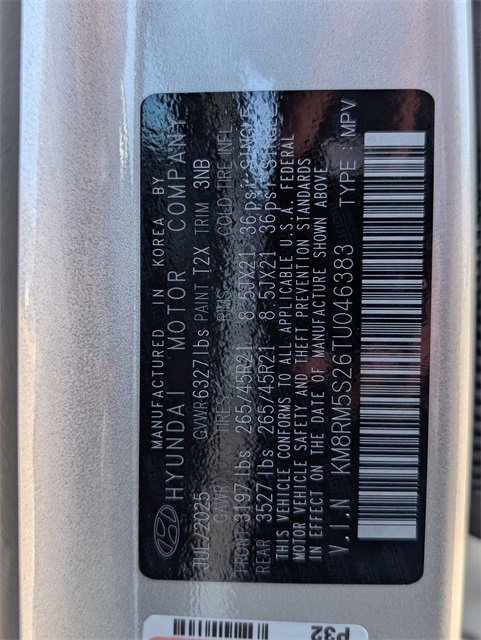 MANUFACTURED IN KOREA BY
HYUNDAI MOTOR COMPANY
JUL/2025 GVWR 6327lbs PAINT T2X TRIM 3NB
GAWR TIRES RIMS COLD TIRE INFL.
FRONT 3197lbs 265/45R21 8.5JX21 36psi SINGLE
REAR 3527lbs 265/45R21 8.5JX21 36psi SINGLE
THIS VEHICLE CONFORMS TO ALL APPLICABLE U.S.A. FEDERAL
MOTOR VEHICLE SAFETY AND THEFT PREVENTION STANDARDS
IN EFFECT ON THE DATE OF MANUFACTURE SHOWN ABOVE.
V.I.N KM8RM5S26TU046383 TYPE : MPV
P32